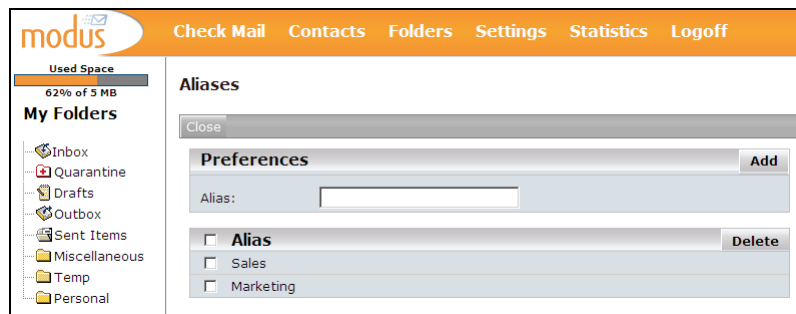 modus
Check Mail Contacts Folders Settings Statistics Logoff
Used Space
62% of 5 MB
My Folders
Inbox
Quarantine
Drafts
Outbox
Sent Items
Miscellaneous
Temp
Personal
Aliases
Close
Preferences Add
Alias:
Alias Delete
Sales
Marketing